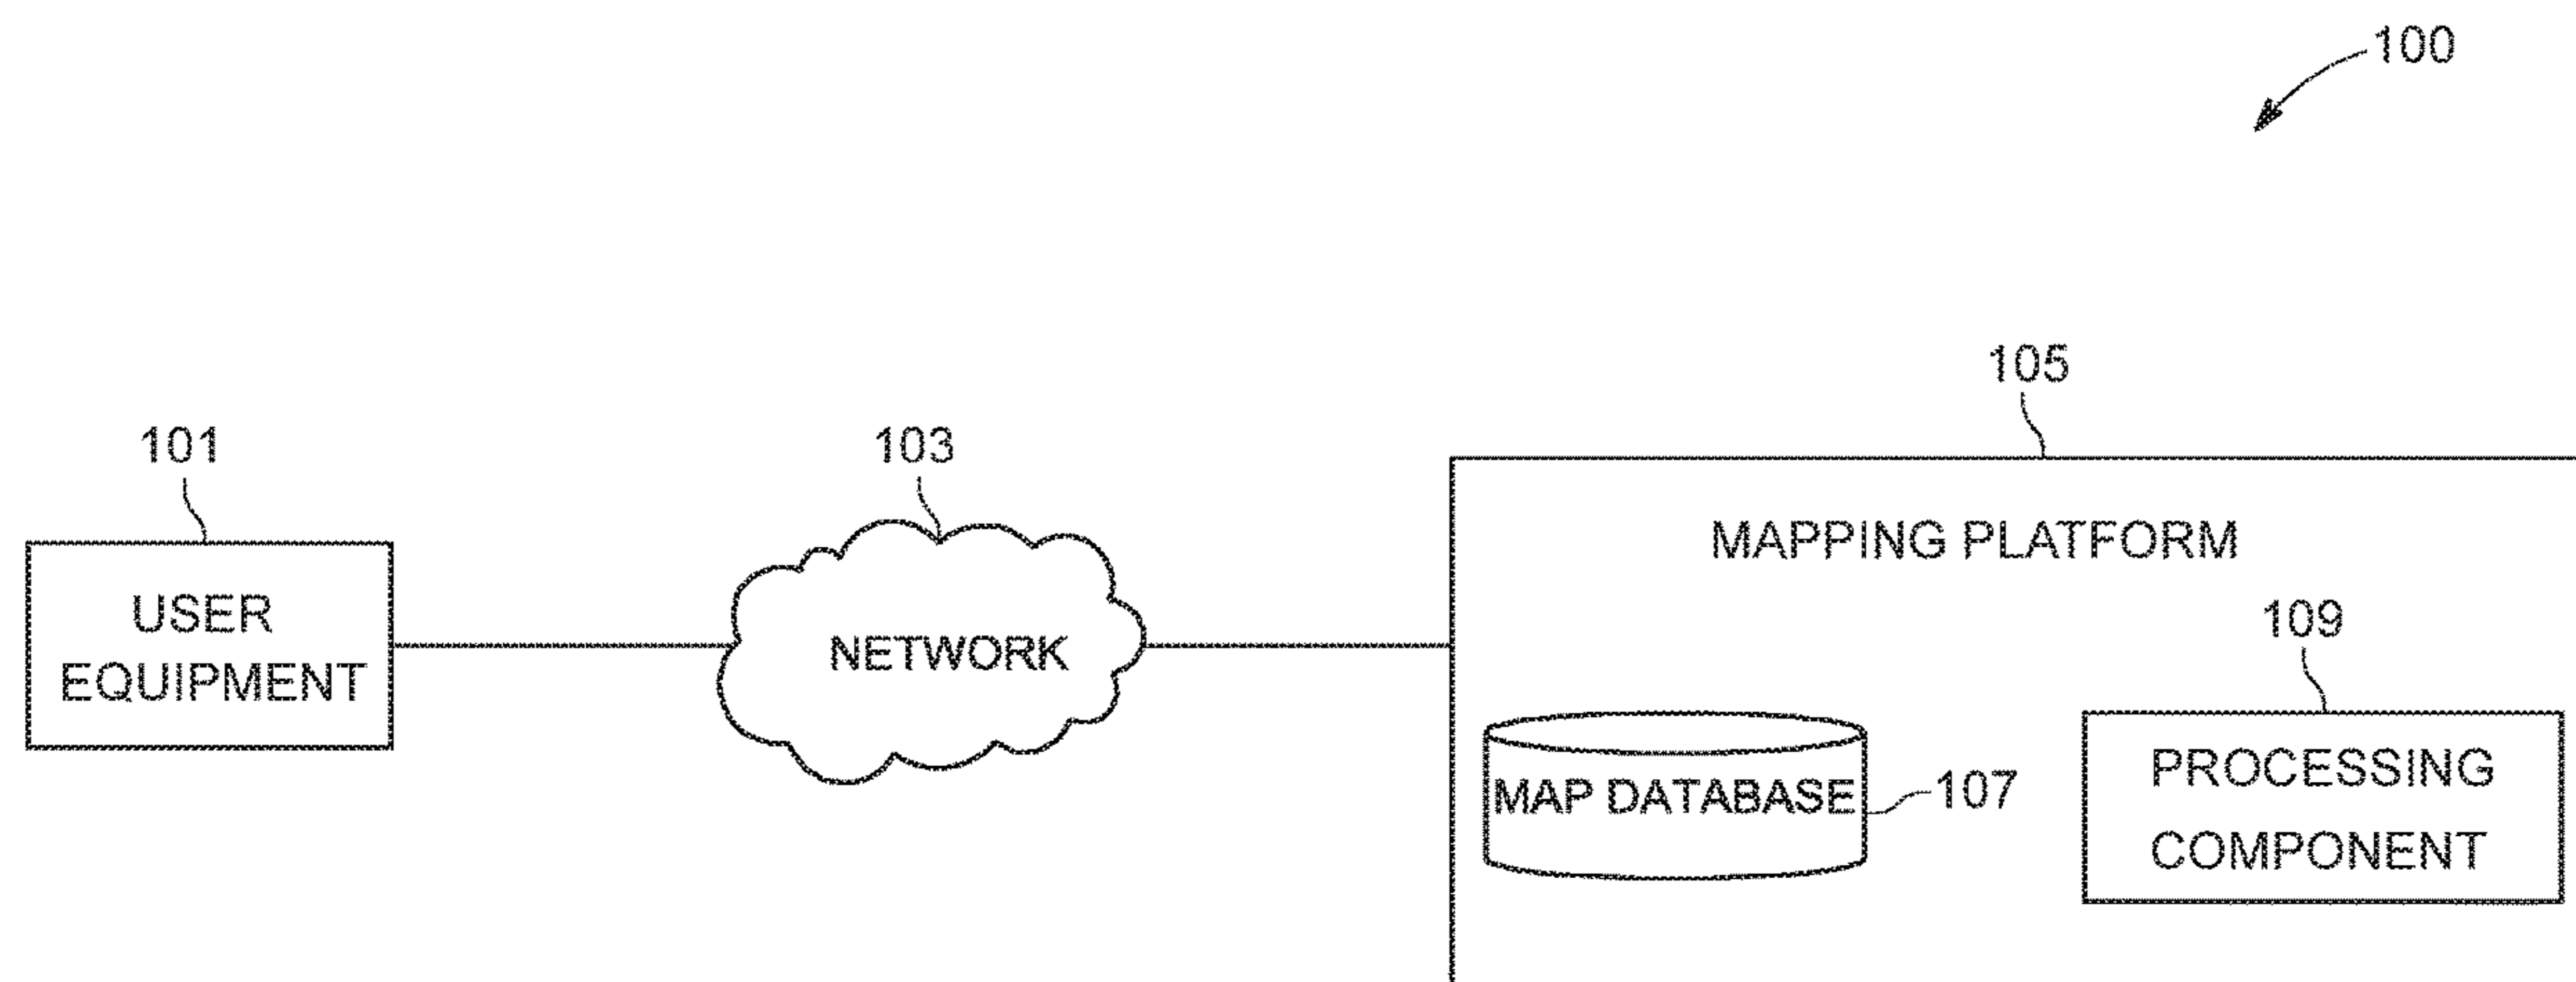 100
105
101
103
MAPPING PLATFORM
USER
EQUIPMENT
NETWORK
109
MAP DATABASE
107
PROCESSING
COMPONENT